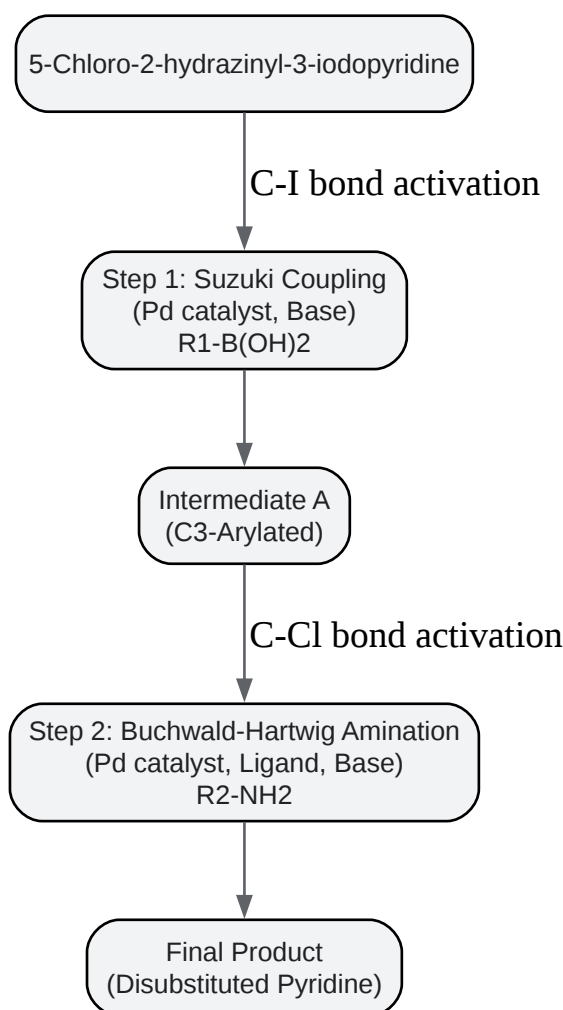 5-Chloro-2-hydrazinyl-3-iodopyridine
C-I bond activation
Step 1: Suzuki Coupling
(Pd catalyst, Base)
R1-B(OH)2
Intermediate A
(C3-Arylated)
C-Cl bond activation
Step 2: Buchwald-Hartwig Amination
(Pd catalyst, Ligand, Base)
R2-NH2
Final Product
(Disubstituted Pyridine)